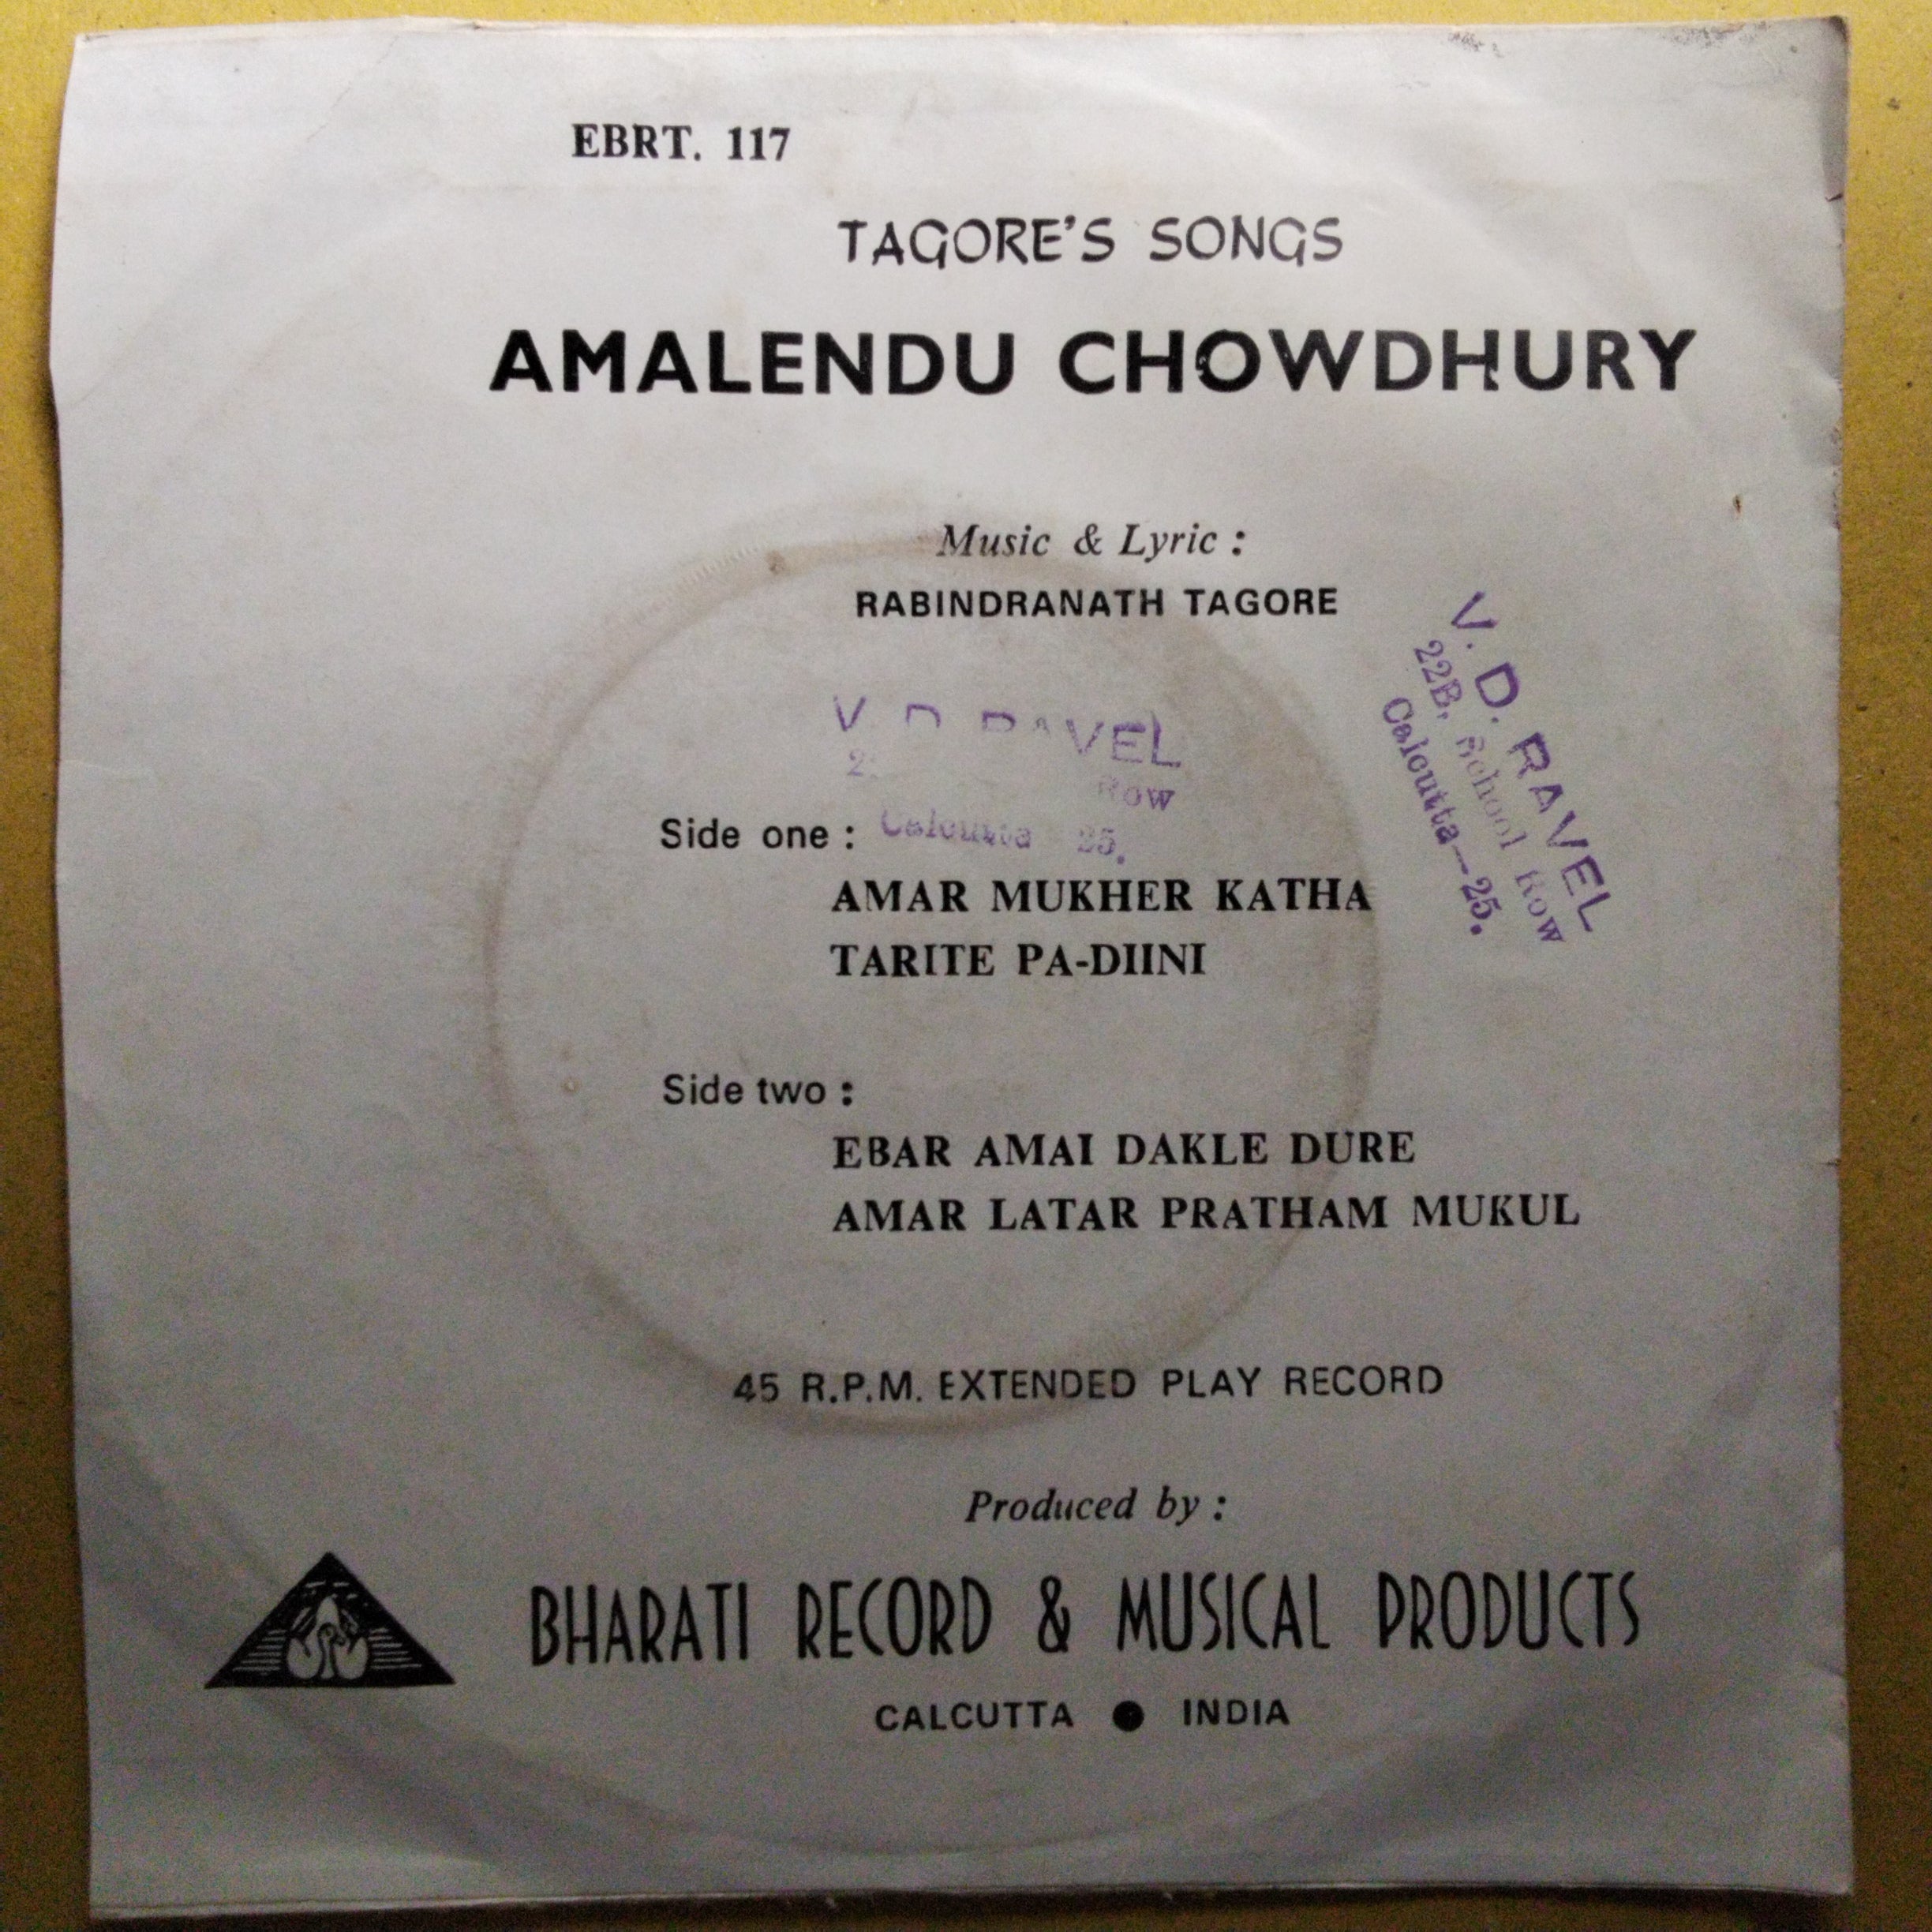 EBRT. 117
TAGORE'S SONGS
AMALENDU CHOWDHURY
Music & Lyric :
RABINDRANATH TAGORE
V. D. RAVEL
22B, School Row
Calcutta—25.
V D RAVEL
Row
Calcutta 25.
Side one :
AMAR MUKHER KATHA
TARITE PA-DIINI
Side two :
EBAR AMAI DAKLE DURE
AMAR LATAR PRATHAM MUKUL
45 R.P.M. EXTENDED PLAY RECORD
Produced by :
BHARATI RECORD & MUSICAL PRODUCTS
CALCUTTA ● INDIA